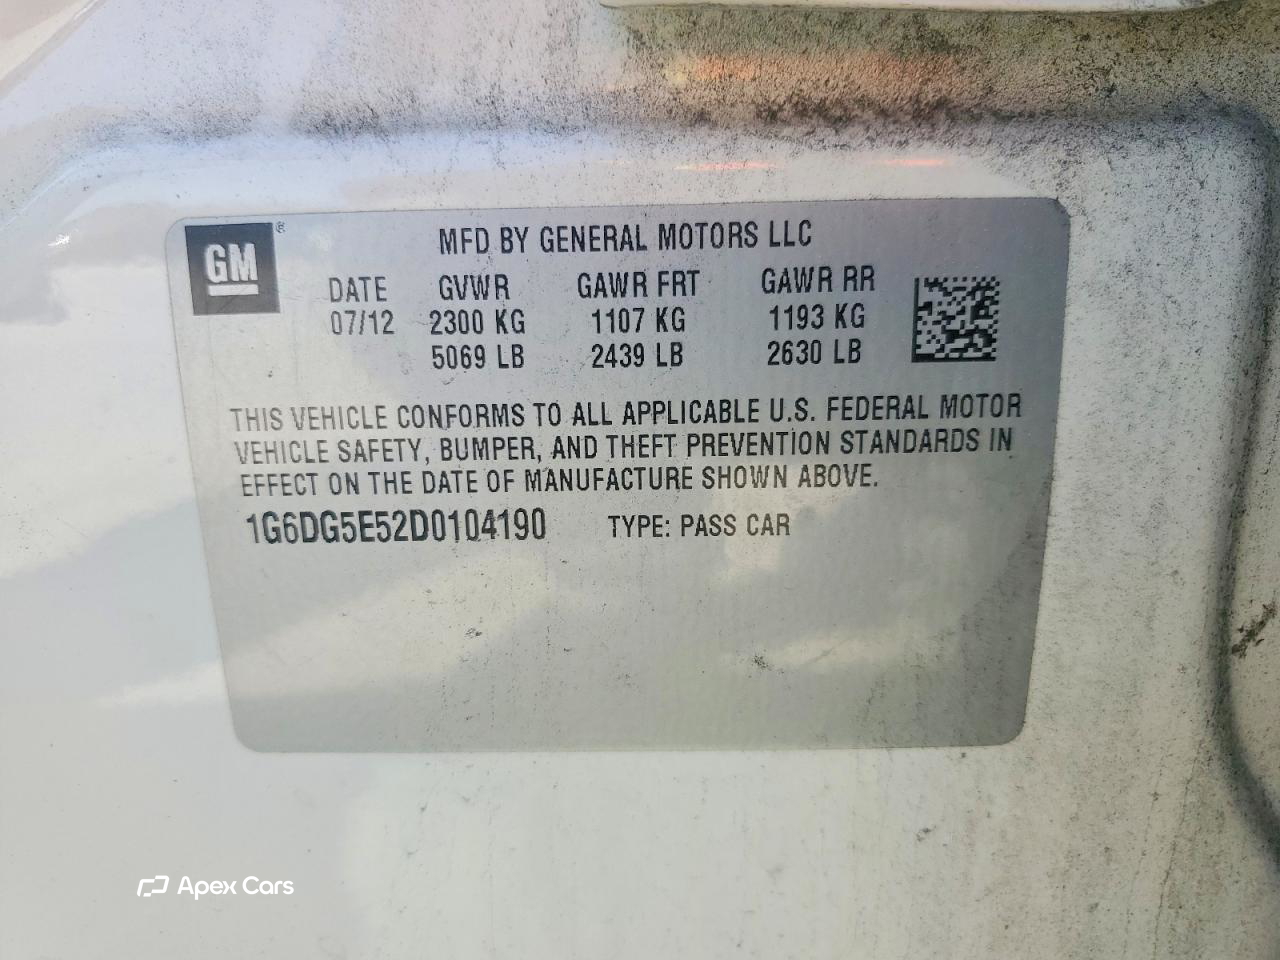 GM®
MFD BY GENERAL MOTORS LLC
DATE GVWR GAWR FRT GAWR RR
07/12 2300 KG 1107 KG 1193 KG
5069 LB 2439 LB 2630 LB
THIS VEHICLE CONFORMS TO ALL APPLICABLE U.S. FEDERAL MOTOR
VEHICLE SAFETY, BUMPER, AND THEFT PREVENTION STANDARDS IN
EFFECT ON THE DATE OF MANUFACTURE SHOWN ABOVE.
1G6DG5E52D0104190 TYPE: PASS CAR
Apex Cars